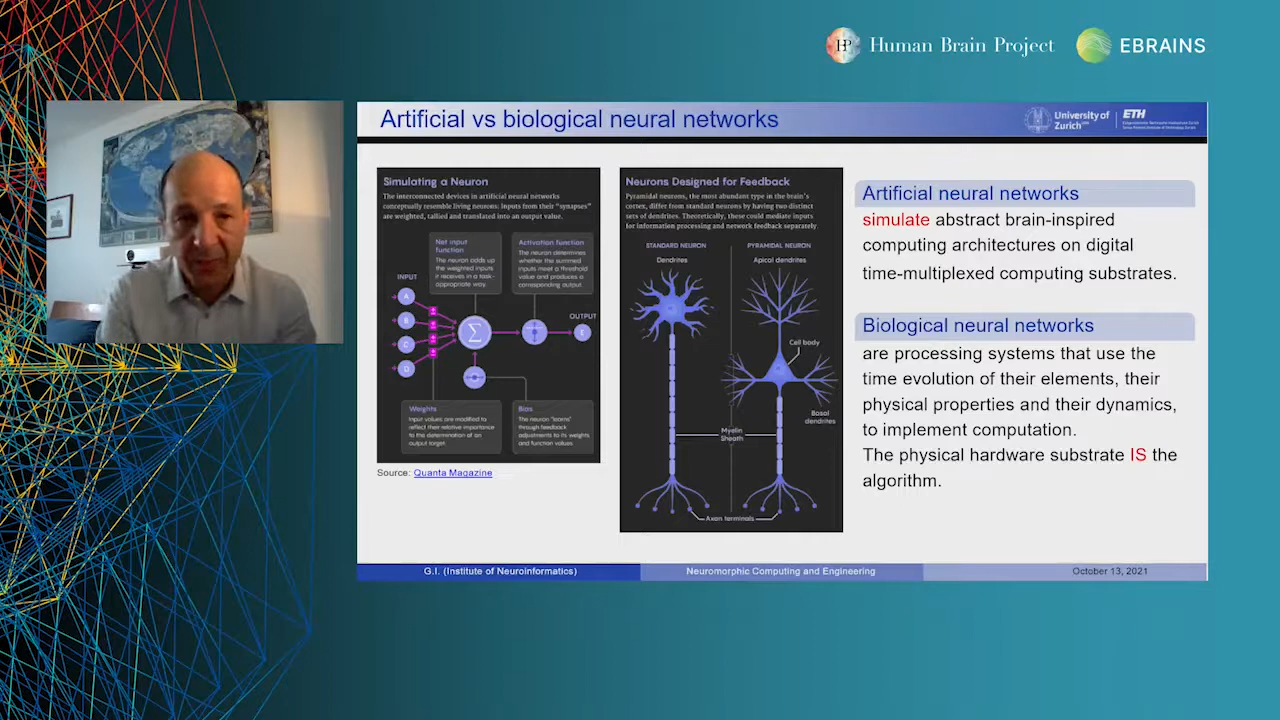 Human Brain Project
EBRAINS
Artificial vs biological neural networks
University of
Zurich
ETH
Simulating a Neuron
The interconnected devices in artificial neural networks
conceptually resemble living neurons: Inputs from their “synapses”
are weighted, tallied and translated into an output value.
Net input
function
The neuron adds up
the weighted inputs
it receives in a task-
appropriate way.
Activation function
The neuron determines
whether the summed
inputs meet a threshold
value and produces a
corresponding output.
INPUT
A
B
C
D
Σ
OUTPUT
E
Weights
Input values are modified to
reflect their relative importance
to the determination of an
output target.
Bias
The neuron “learns”
through feedback
adjustments to its weights
and function values
Source: Quanta Magazine
Neurons Designed for Feedback
Pyramidal neurons, the most abundant type in the brain’s
cortex, differ from standard neurons by having two distinct
sets of dendrites. Theoretically, these could mediate inputs
for information processing and network feedback separately
STANDARD NEURON
PYRAMIDAL NEURON
Dendrites
Apical dendrites
Cell body
Basal
dendrites
Myelin
Sheath
Axon terminals
Artificial neural networks
simulate abstract brain-inspired
computing architectures on digital
time-multiplexed computing substrates.
Biological neural networks
are processing systems that use the
time evolution of their elements, their
physical properties and their dynamics,
to implement computation.
The physical hardware substrate IS the
algorithm.
G.I. (Institute of Neuroinformatics)
Neuromorphic Computing and Engineering
October 13, 2021